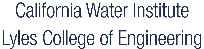 California Water Institute
Lyles College of Engineering